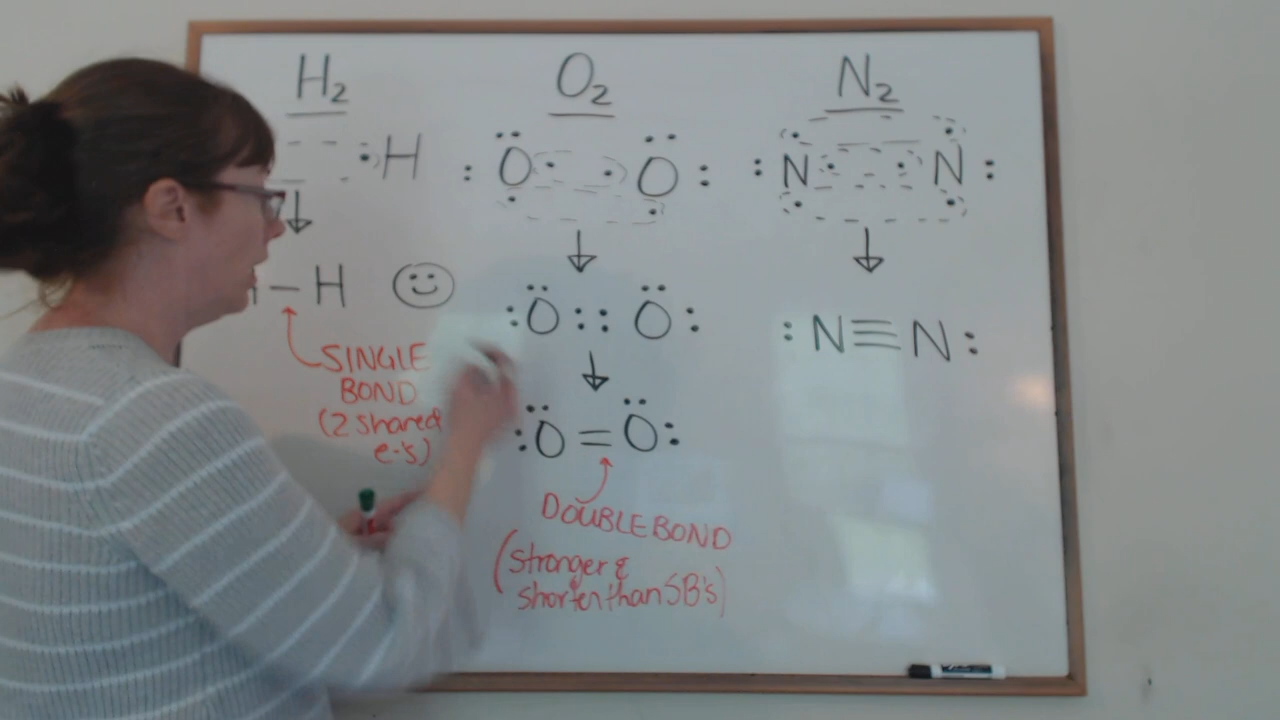 H₂
H
– H
SINGLE
BOND
(2 shared
e-'s)
O₂
:O O:
:O :: O:
:O=O:
DOUBLE BOND
(Stronger &
shorter than SB's)
N₂
:N N:
:N≡N: